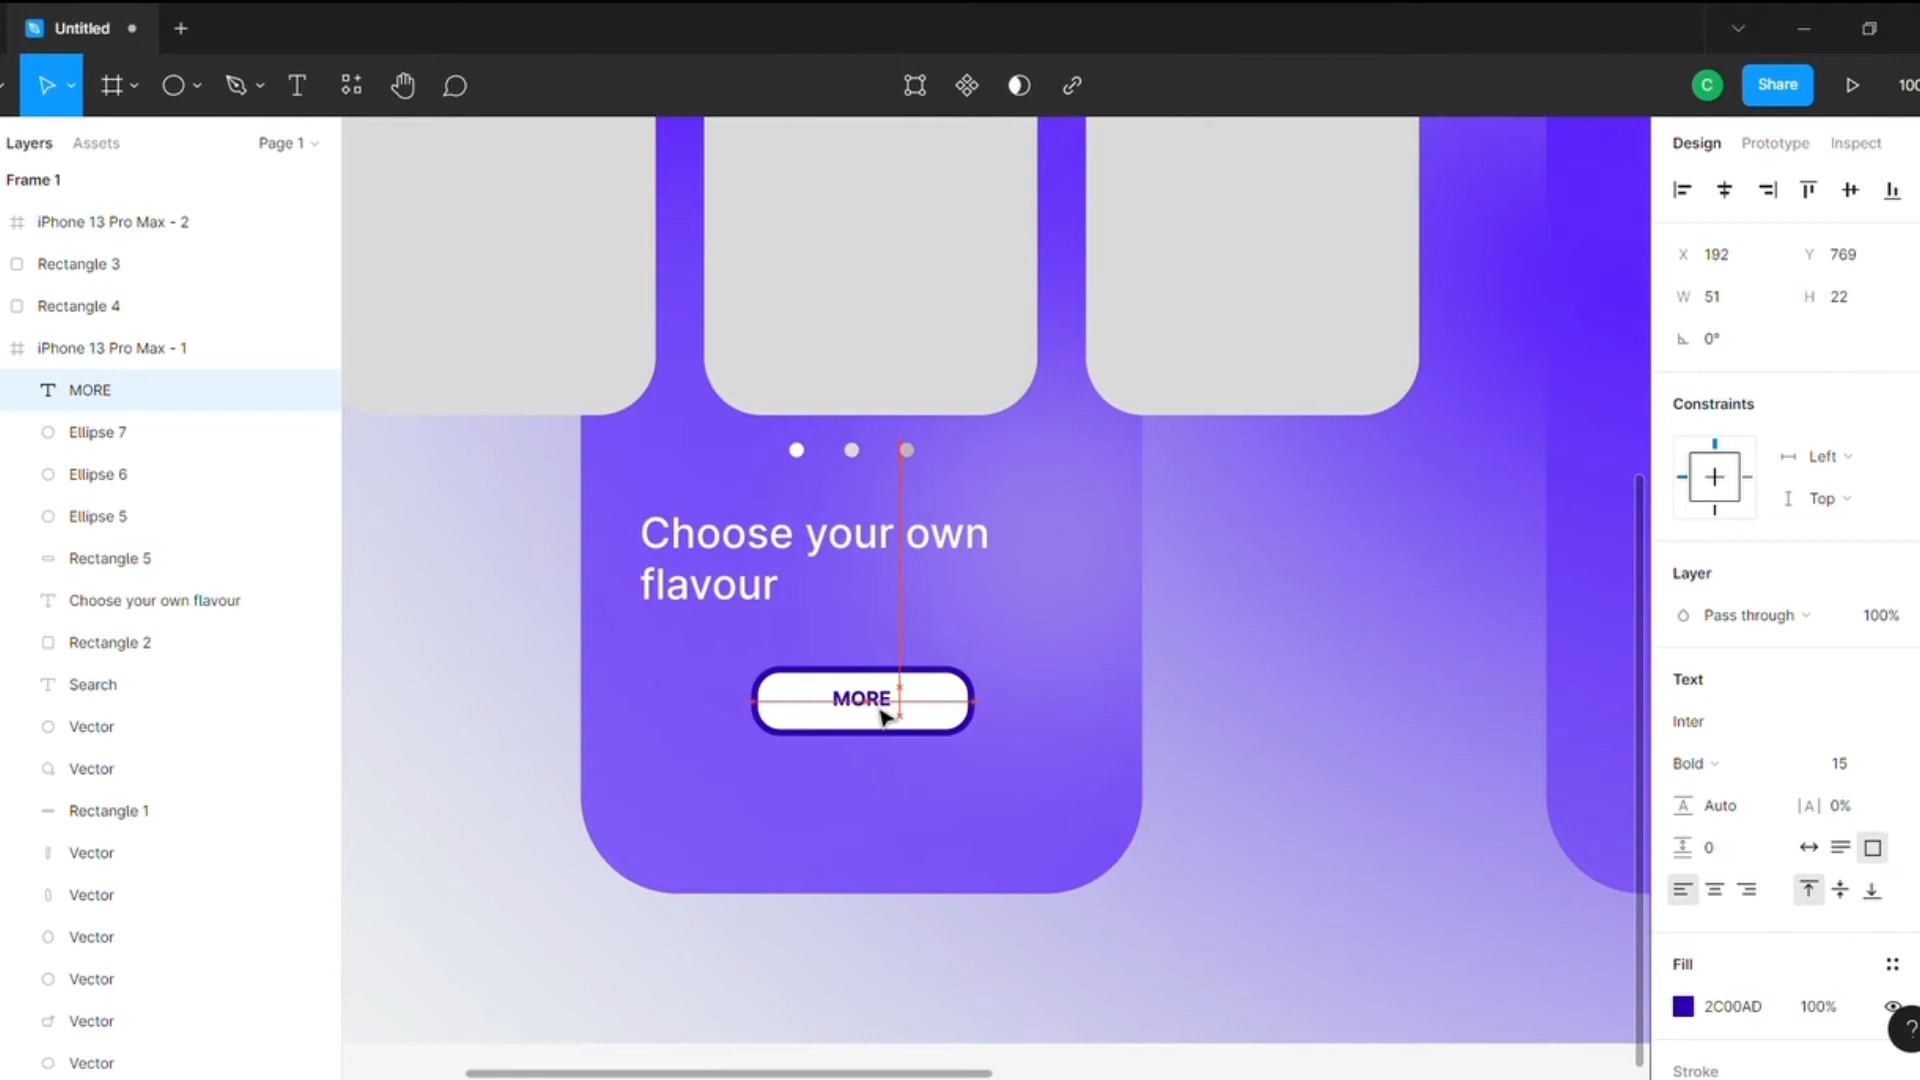 Untitled
C
Share
100
Layers
Assets
Page 1
Frame 1
iPhone 13 Pro Max - 2
Rectangle 3
Rectangle 4
iPhone 13 Pro Max - 1
MORE
Ellipse 7
Ellipse 6
Ellipse 5
Rectangle 5
Choose your own flavour
Rectangle 2
Search
Vector
Vector
Rectangle 1
Vector
Vector
Vector
Vector
Vector
Vector
Choose your own
flavour
MORE
Design Prototype Inspect
X 192 Y 769
W 51 H 22
0°
Constraints
Left
Top
Layer
Pass through 100%
Text
Inter
Bold 15
A Auto |A| 0%
0
Fill
2C00AD 100%
?
Stroke